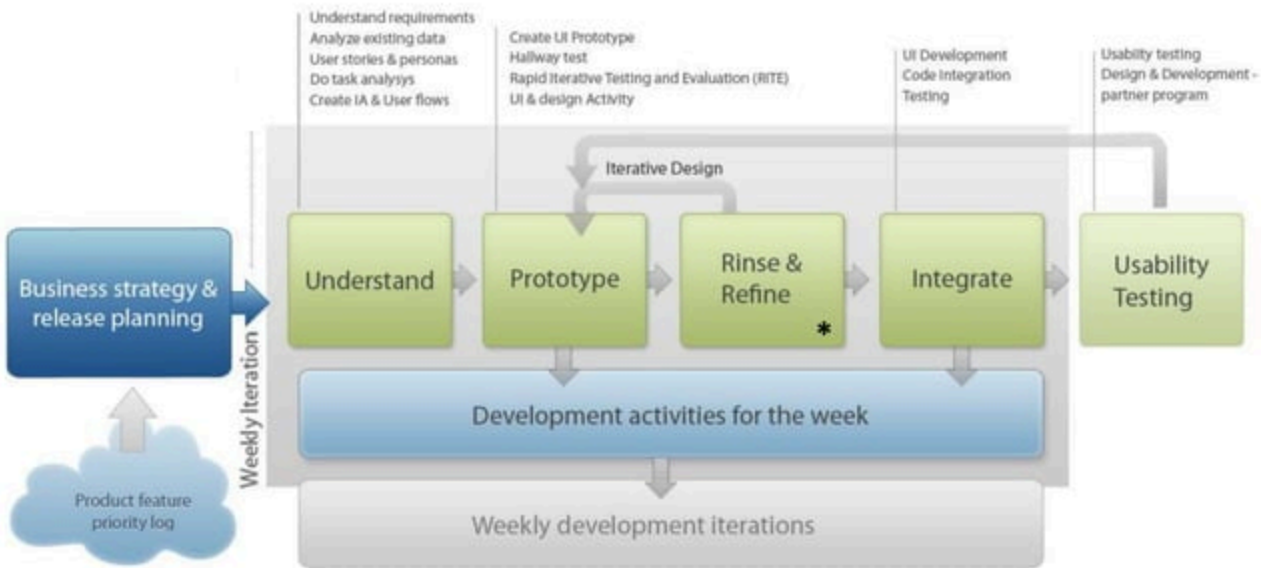 Understand requirements
Analyze existing data
User stories & personas
Do task analysys
Create IA & User flows
Create UI Prototype
Hallway test
Rapid Iterative Testing and Evaluation (RITE)
UI & design Activity
UI Development
Code Integration
Testing
Usabilty testing
Design & Development -
partner program
Iterative Design
Business strategy &
release planning
Weekly Iteration
Understand
Prototype
Rinse &
Refine
*
Integrate
Usability
Testing
Development activities for the week
Product feature
priority log
Weekly development iterations